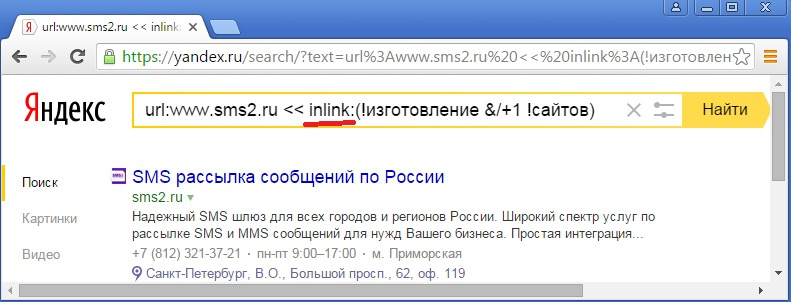 url:www.sms2.ru << inlink:
https://yandex.ru/search/?text=url%3Awww.sms2.ru%20<<%20inlink%3A(!изготовлен
Яндекс
url:www.sms2.ru << inlink:(!изготовление &/+1 !сайтов)
Найти
Поиск
Картинки
Видео
SMS
SMS рассылка сообщений по России
sms2.ru
Надежный SMS шлюз для всех городов и регионов России. Широкий спектр услуг по
рассылке SMS и MMS сообщений для нужд Вашего бизнеса. Простая интеграция...
+7 (812) 321-37-21 · пн-пт 9:00–17:00 · м. Приморская
Санкт-Петербург, В.О., Большой просп., 62, оф. 119